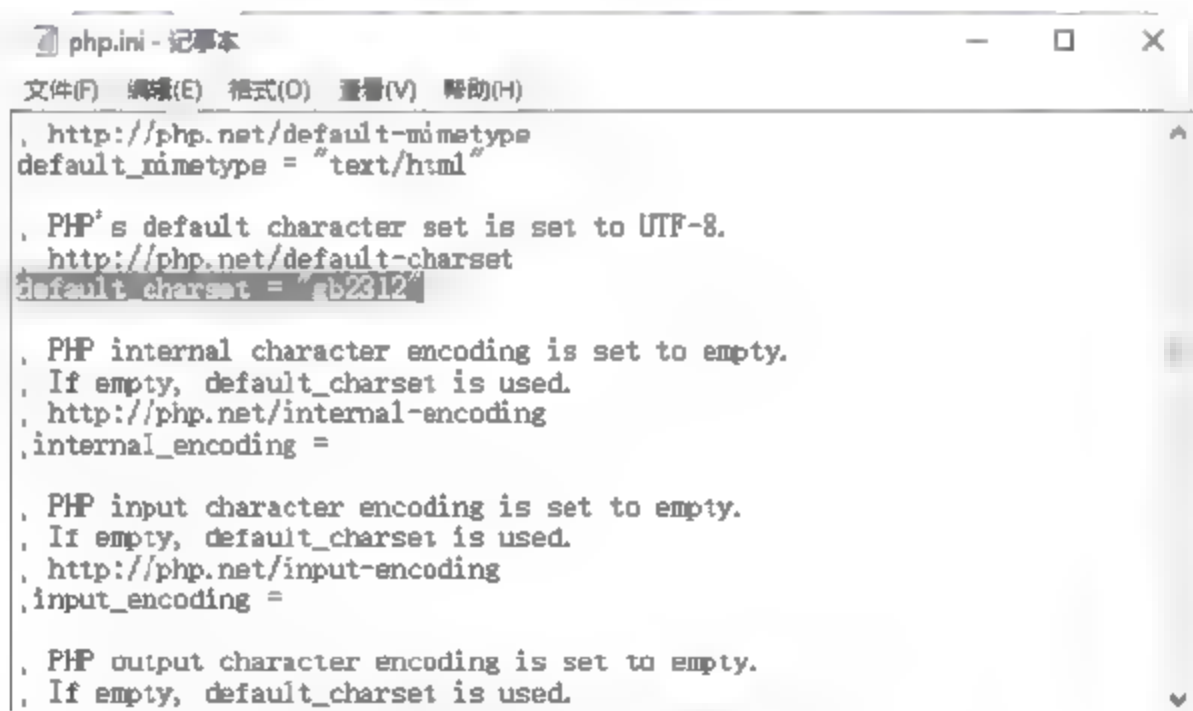 php.ini - 记事本
文件(F) 编辑(E) 格式(O) 查看(V) 帮助(H)
; http://php.net/default-mimetype
default_mimetype = "text/html"
; PHP's default character set is set to UTF-8.
; http://php.net/default-charset
default_charset = "gb2312"
; PHP internal character encoding is set to empty.
; If empty, default_charset is used.
; http://php.net/internal-encoding
;internal_encoding =
; PHP input character encoding is set to empty.
; If empty, default_charset is used.
; http://php.net/input-encoding
;input_encoding =
; PHP output character encoding is set to empty.
; If empty, default_charset is used.